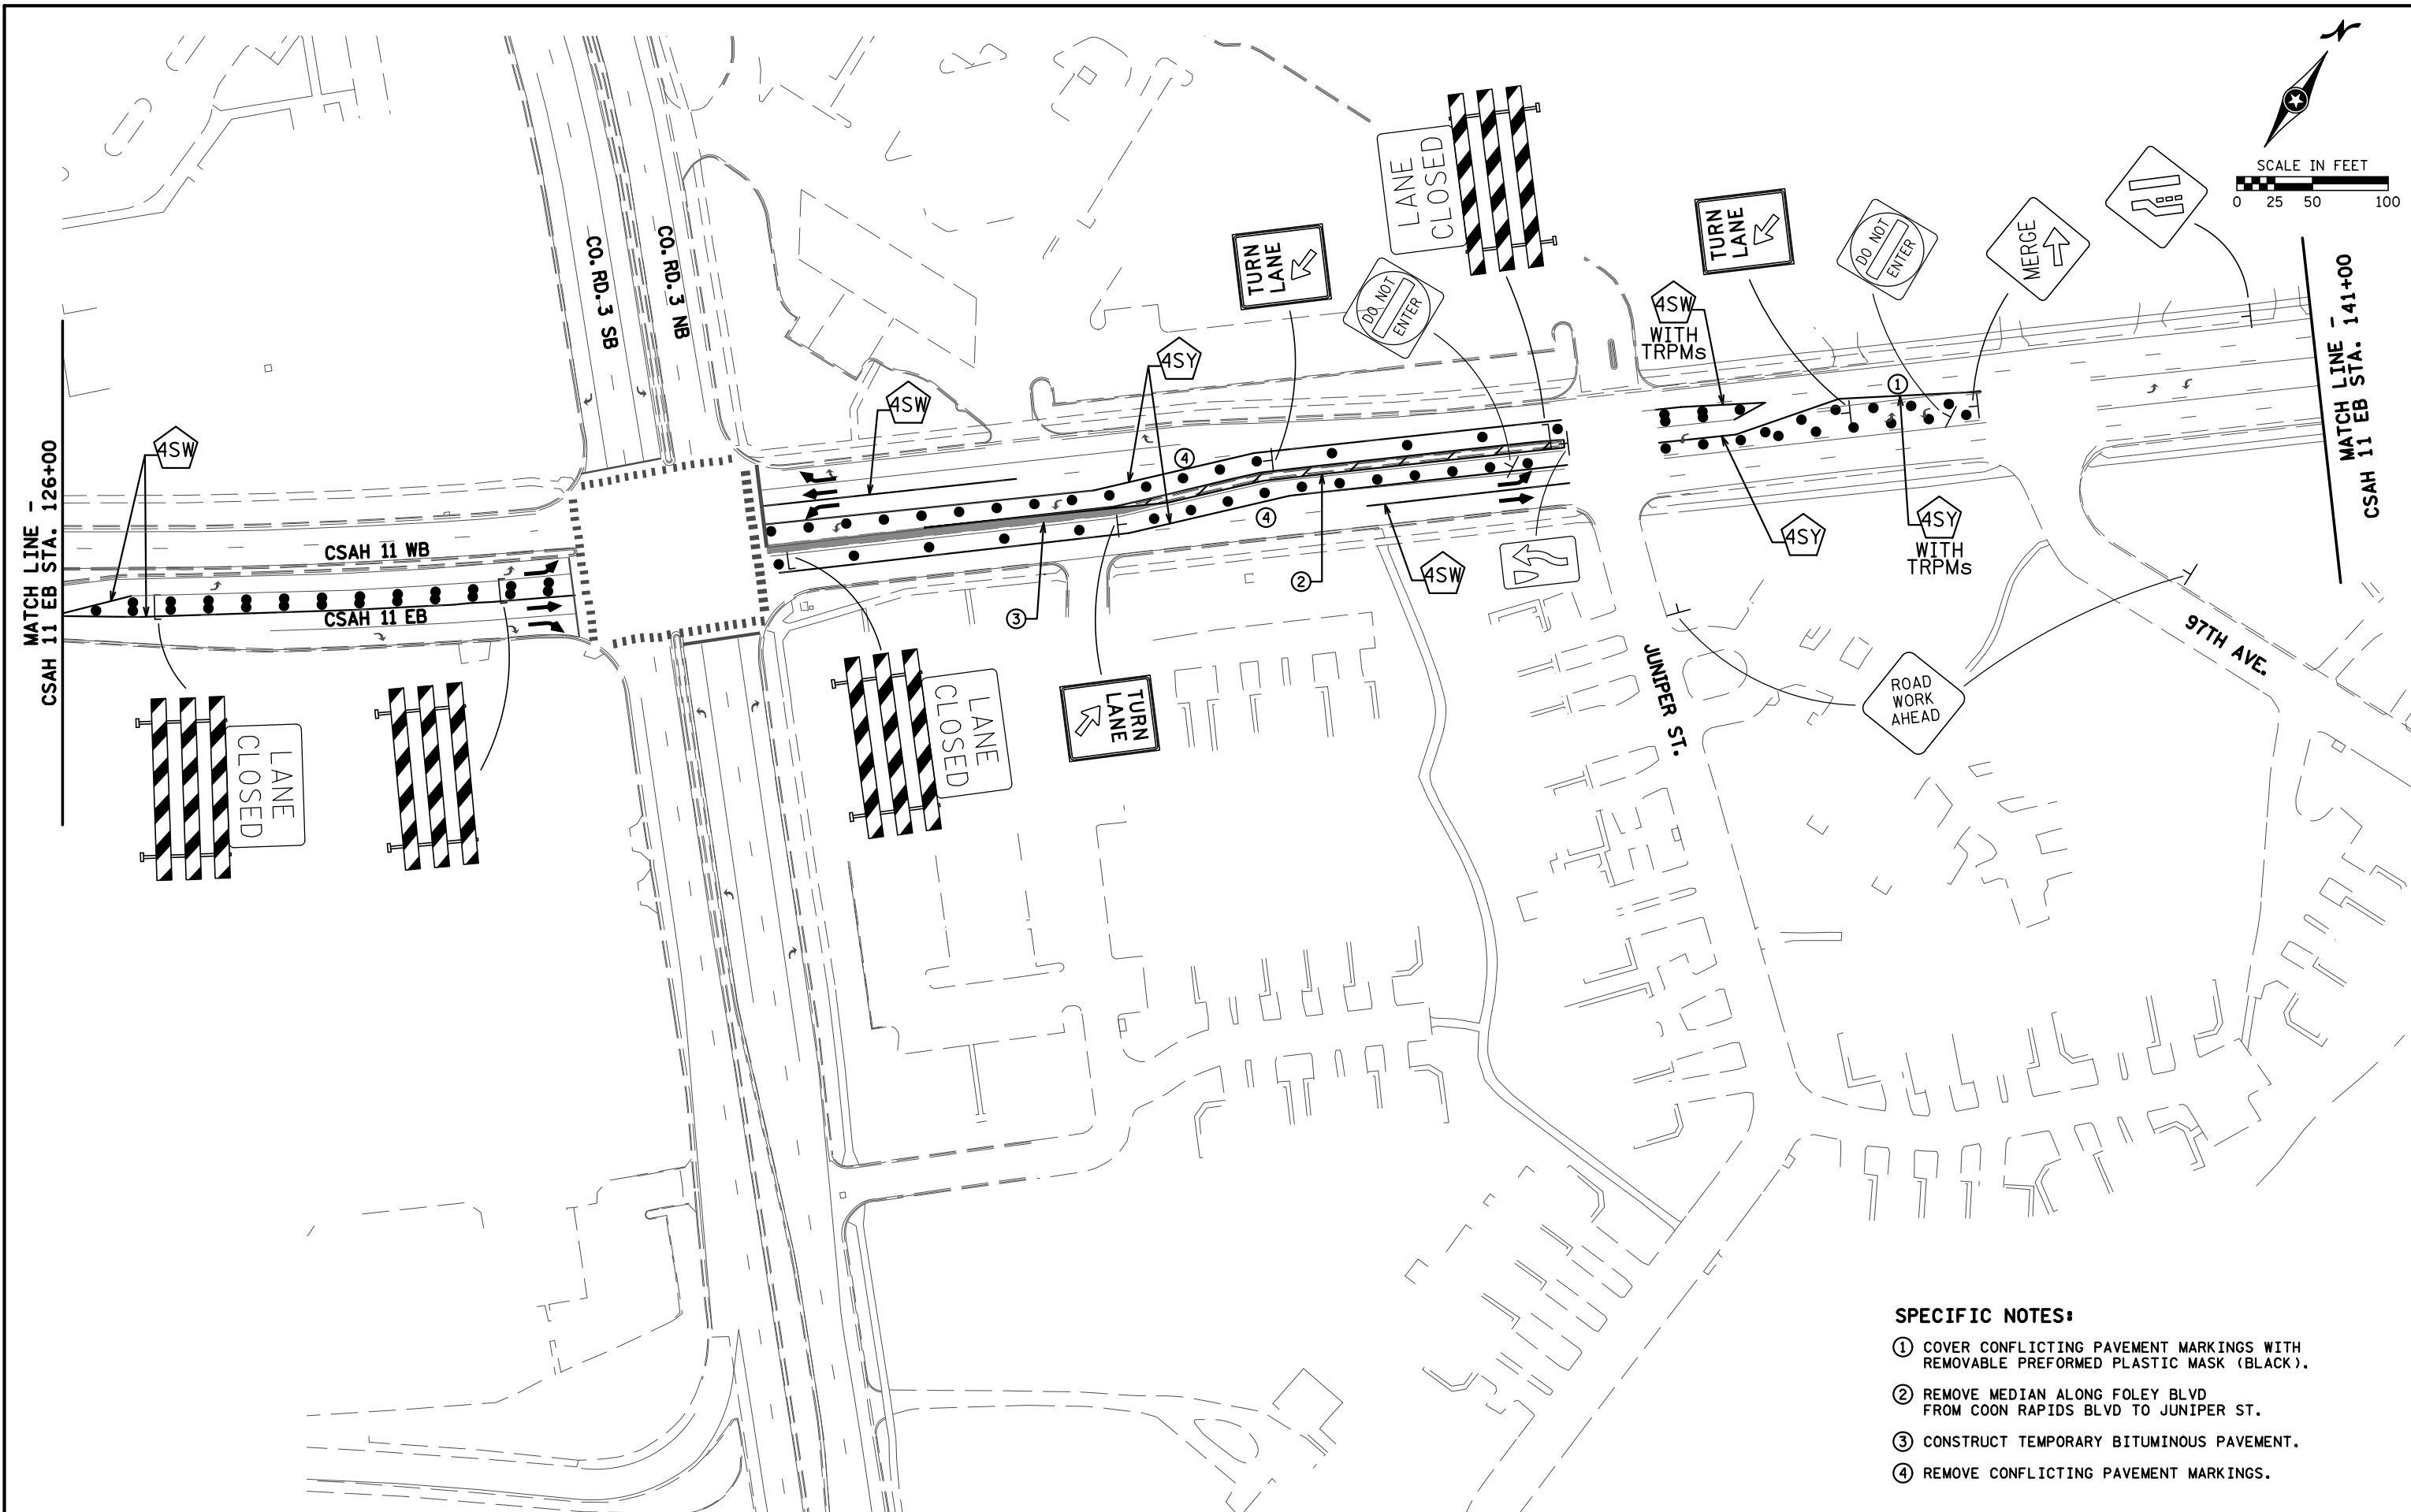 SCALE IN FEET
0 25 50 100
MATCH LINE -
CSAH 11 EB STA. 126+00
4SW
CO. RD. 3 SB
CO. RD. 3 NB
CSAH 11 WB
CSAH 11 EB
LANE
CLOSED
4SW
4SY
④
④
③
②
TURN
LANE
DO NOT
ENTER
LANE
CLOSED
LANE
CLOSED
TURN
LANE
4SW
4SW
WITH
TRPMs
TURN
LANE
DO NOT
ENTER
MERGE
①
4SY
4SY
WITH
TRPMs
MATCH LINE -
CSAH 11 EB STA. 141+00
JUNIPER ST.
97TH AVE.
ROAD
WORK
AHEAD
SPECIFIC NOTES:
① COVER CONFLICTING PAVEMENT MARKINGS WITH
REMOVABLE PREFORMED PLASTIC MASK (BLACK).
② REMOVE MEDIAN ALONG FOLEY BLVD
FROM COON RAPIDS BLVD TO JUNIPER ST.
③ CONSTRUCT TEMPORARY BITUMINOUS PAVEMENT.
④ REMOVE CONFLICTING PAVEMENT MARKINGS.